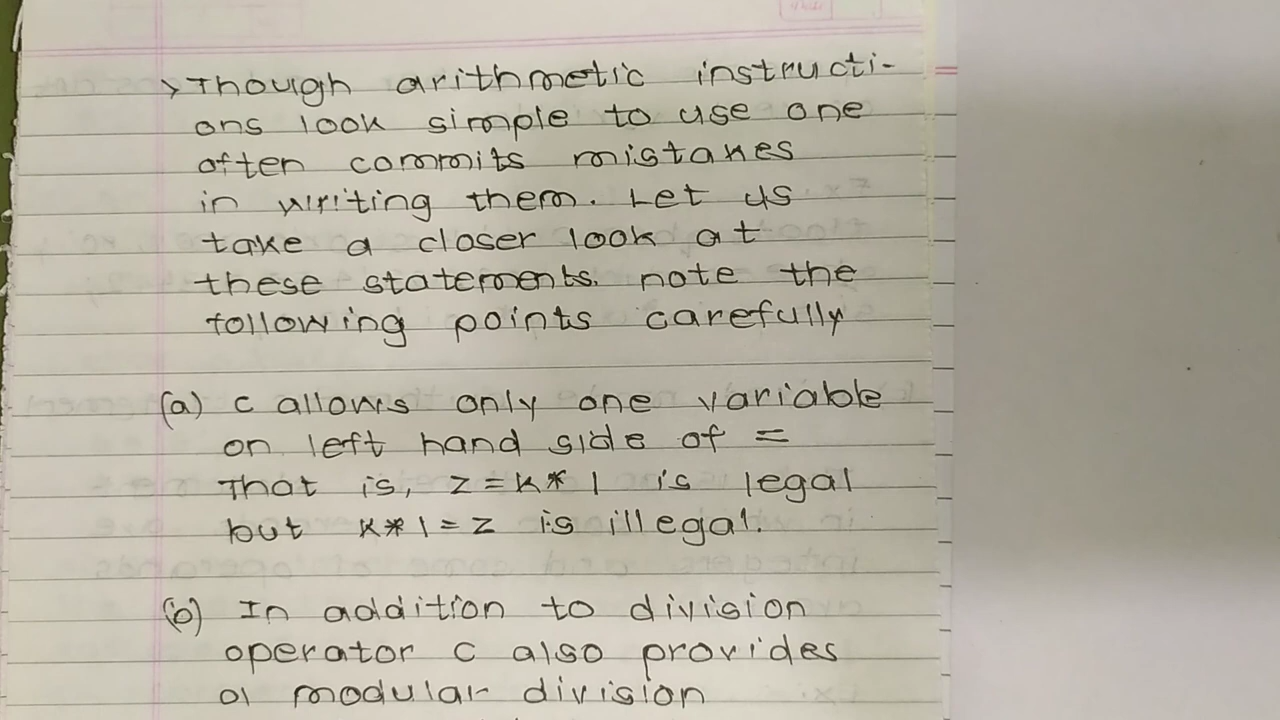 > Though arithmetic instructi-
ons look simple to use one
often commits mistakes
in writing them. Let us
take a closer look at
these statements. note the
following points carefully
(a) c allows only one variable
on left hand side of =
That is, z = k * l is legal
but k * l = z is illegal.
(b) In addition to division
operator c also provides
a modular division